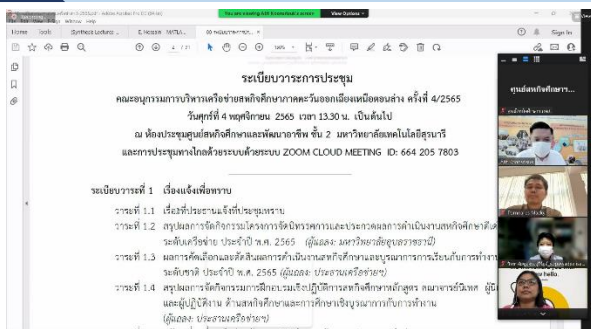 You are viewing screen
View Options
Home Tools
Sign In
ระเบียบวาระการประชุม
คณะอนุกรรมการบริหารเครือข่ายสหกิจศึกษาภาคตะวันออกเฉียงเหนือตอนล่าง ครั้งที่ 4/2565
วันศุกร์ที่ 4 พฤศจิกายน 2565 เวลา 13.30 น. เป็นต้นไป
ณ ห้องประชุมศูนย์สหกิจศึกษาและพัฒนาอาชีพ ชั้น 2 มหาวิทยาลัยเทคโนโลยีสุรนารี
และการประชุมทางไกลด้วยระบบด้วยระบบ ZOOM CLOUD MEETING ID: 664 205 7803
ศูนย์สหกิจศึกษาฯ...
ระเบียบวาระที่ 1 เรื่องแจ้งเพื่อทราบ
วาระที่ 1.1 เรื่องที่ประธานแจ้งที่ประชุมทราบ
วาระที่ 1.2 สรุปผลการจัดกิจกรรมโครงการจัดนิทรรศการและประกวดผลการดำเนินงานสหกิจศึกษาดีเด่
ระดับเครือข่าย ประจำปี พ.ศ. 2565 (ผู้แถลง: มหาวิทยาลัยอุบลราชธานี)
วาระที่ 1.3 ผลการคัดเลือกและตัดสินผลการดำเนินงานสหกิจศึกษาและบูรณาการการเรียนกับการทำงา
ระดับชาติ ประจำปี พ.ศ. 2565 (ผู้แถลง: ประธานเครือข่ายฯ)
วาระที่ 1.4 สรุปผลการจัดกิจกรรมการฝึกอบรมเชิงปฏิบัติการสหกิจศึกษาหลักสูตร คณาจารย์นิเทศ ผู้นิ
และผู้ปฏิบัติงาน ด้านสหกิจศึกษาและการศึกษาเชิงบูรณาการกับการทำงาน
(ผู้แถลง: ประธานเครือข่ายฯ)